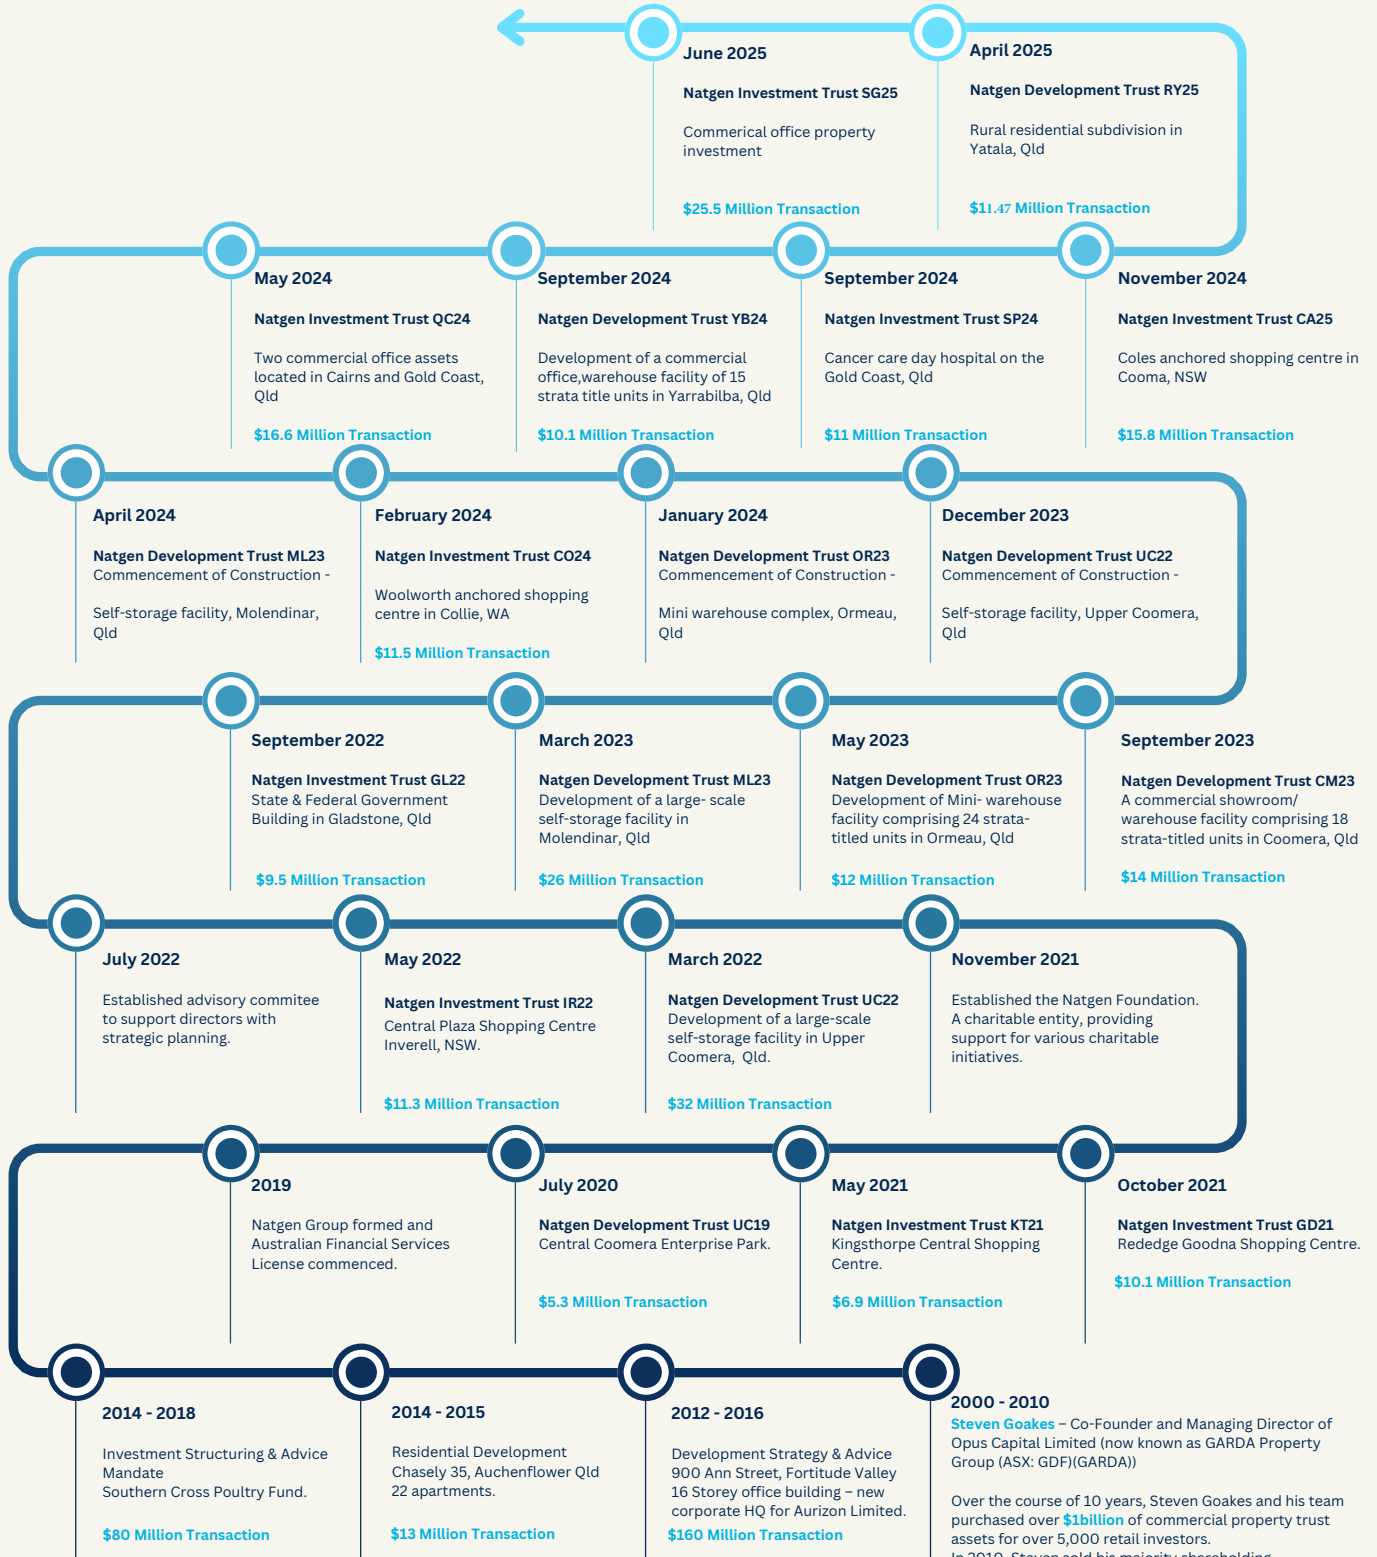 June 2025
Natgen Investment Trust SG25
Commerical office property
investment
$25.5 Million Transaction
April 2025
Natgen Development Trust RY25
Rural residential subdivision in
Yatala, Qld
$11.47 Million Transaction
May 2024
Natgen Investment Trust QC24
Two commercial office assets
located in Cairns and Gold Coast,
Qld
$16.6 Million Transaction
September 2024
Natgen Development Trust YB24
Development of a commercial
office,warehouse facility of 15
strata title units in Yarrabilba, Qld
$10.1 Million Transaction
September 2024
Natgen Investment Trust SP24
Cancer care day hospital on the
Gold Coast, Qld
$11 Million Transaction
November 2024
Natgen Investment Trust CA25
Coles anchored shopping centre in
Cooma, NSW
$15.8 Million Transaction
April 2024
Natgen Development Trust ML23
Commencement of Construction -
Self-storage facility, Molendinar,
Qld
February 2024
Natgen Investment Trust CO24
Woolworth anchored shopping
centre in Collie, WA
$11.5 Million Transaction
January 2024
Natgen Development Trust OR23
Commencement of Construction -
Mini warehouse complex, Ormeau,
Qld
December 2023
Natgen Development Trust UC22
Commencement of Construction -
Self-storage facility, Upper Coomera,
Qld
September 2022
Natgen Investment Trust GL22
State & Federal Government
Building in Gladstone, Qld
$9.5 Million Transaction
March 2023
Natgen Development Trust ML23
Development of a large- scale
self-storage facility in
Molendinar, Qld
$26 Million Transaction
May 2023
Natgen Development Trust OR23
Development of Mini- warehouse
facility comprising 24 strata-
titled units in Ormeau, Qld
$12 Million Transaction
September 2023
Natgen Development Trust CM23
A commercial showroom/
warehouse facility comprising 18
strata-titled units in Coomera, Qld
$14 Million Transaction
July 2022
Established advisory commitee
to support directors with
strategic planning.
May 2022
Natgen Investment Trust IR22
Central Plaza Shopping Centre
Inverell, NSW.
$11.3 Million Transaction
March 2022
Natgen Development Trust UC22
Development of a large-scale
self-storage facility in Upper
Coomera, Qld.
$32 Million Transaction
November 2021
Established the Natgen Foundation.
A charitable entity, providing
support for various charitable
initiatives.
2019
Natgen Group formed and
Australian Financial Services
License commenced.
July 2020
Natgen Development Trust UC19
Central Coomera Enterprise Park.
$5.3 Million Transaction
May 2021
Natgen Investment Trust KT21
Kingsthorpe Central Shopping
Centre.
$6.9 Million Transaction
October 2021
Natgen Investment Trust GD21
Rededge Goodna Shopping Centre.
$10.1 Million Transaction
2014 - 2018
Investment Structuring & Advice
Mandate
Southern Cross Poultry Fund.
$80 Million Transaction
2014 - 2015
Residential Development
Chasely 35, Auchenflower Qld
22 apartments.
$13 Million Transaction
2012 - 2016
Development Strategy & Advice
900 Ann Street, Fortitude Valley
16 Storey office building – new
corporate HQ for Aurizon Limited.
$160 Million Transaction
2000 - 2010
Steven Goakes – Co-Founder and Managing Director of
Opus Capital Limited (now known as GARDA Property
Group (ASX: GDF)(GARDA))
Over the course of 10 years, Steven Goakes and his team
purchased over $1billion of commercial property trust
assets for over 5,000 retail investors.
In 2010, Steven sold his majority shareholding